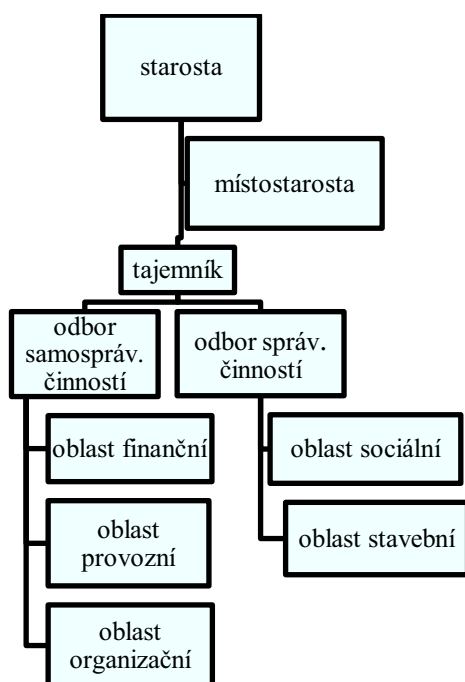 starosta
místostarosta
tajemník
odbor
samospráv.
činností
odbor správ.
činností
oblast finanční
oblast
provozní
oblast
organizační
oblast sociální
oblast stavební